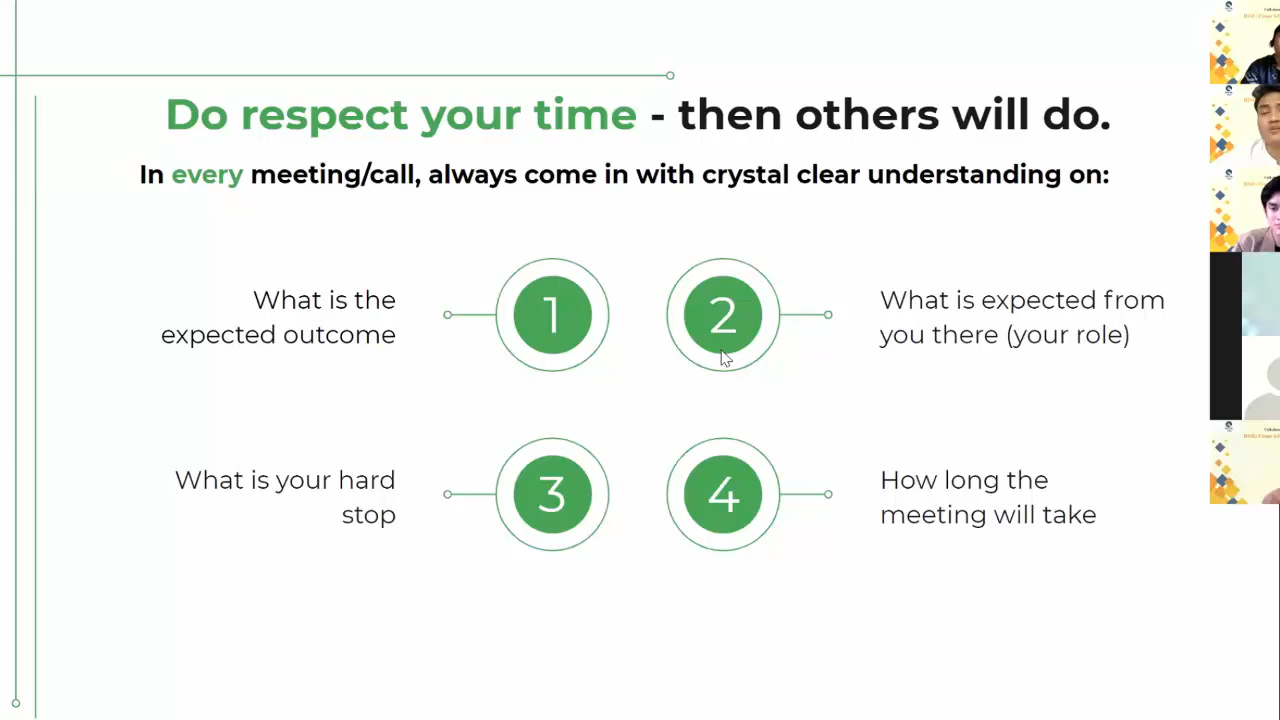 Do respect your time - then others will do.
In every meeting/call, always come in with crystal clear understanding on:
What is the
expected outcome
1
2
What is expected from
you there (your role)
What is your hard
stop
3
4
How long the
meeting will take